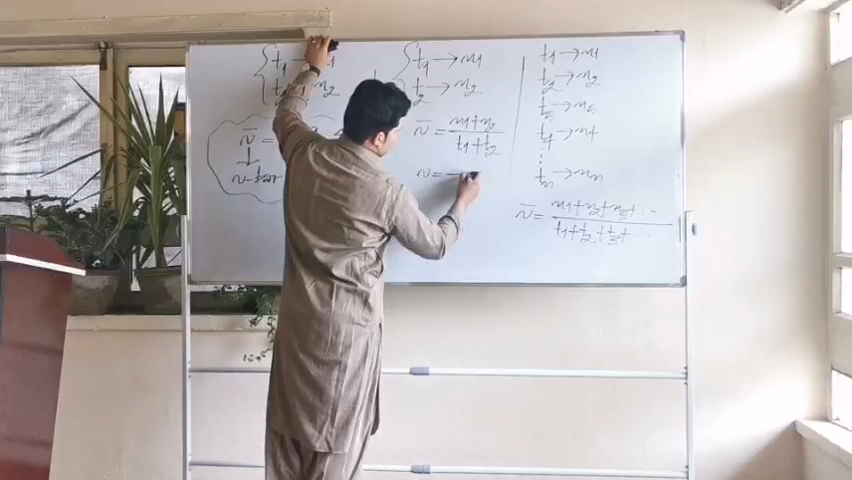 t1 → n1
t2 → n2
n̄ =
t1 → n1
t2 → n2
n̄ = n1+n2 / t1+t2
n =
t1 → n1
t2 → n2
t3 → n3
t4 → n4
⋮
tn → nn
n̄ = n1+n2+n3+... / t1+t2+t3+...